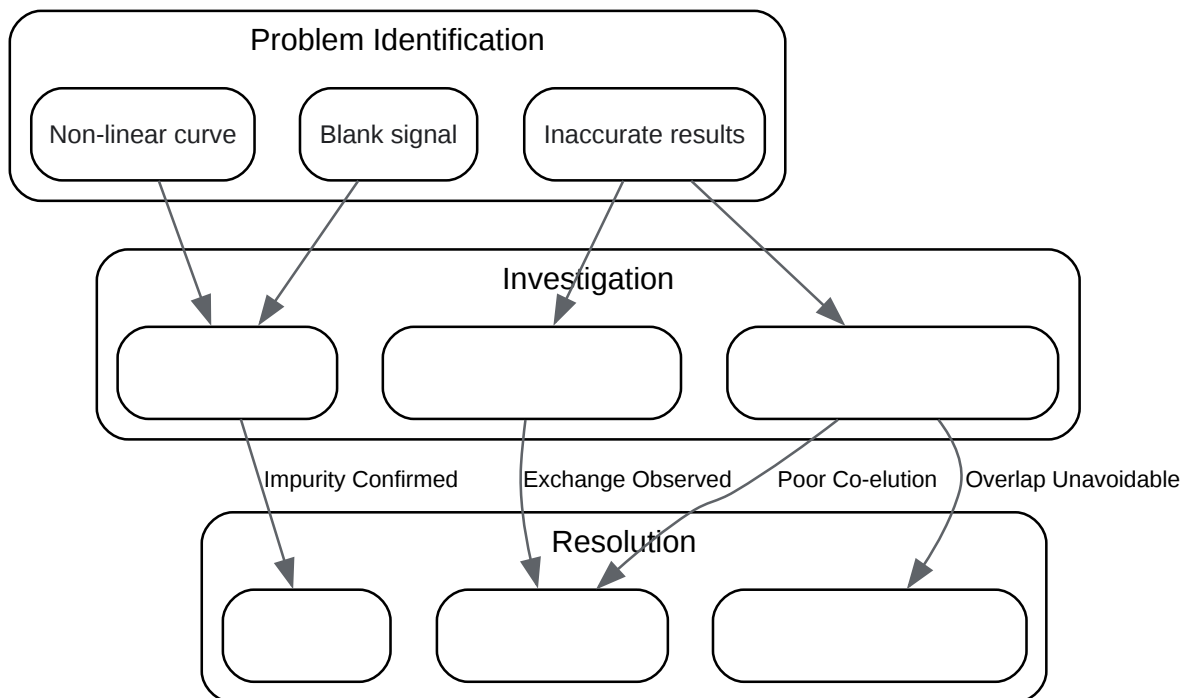 Problem Identification
Non-linear curve
Blank signal
Inaccurate results
Investigation
Impurity Confirmed
Exchange Observed
Poor Co-elution
Overlap Unavoidable
Resolution